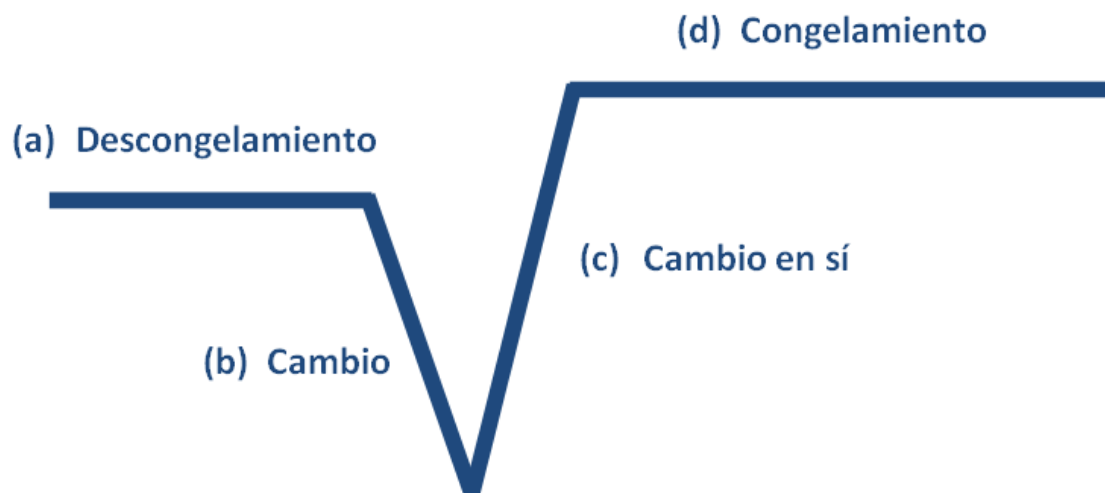 (d) Congelamiento
(a) Descongelamiento
(c) Cambio en sí
(b) Cambio